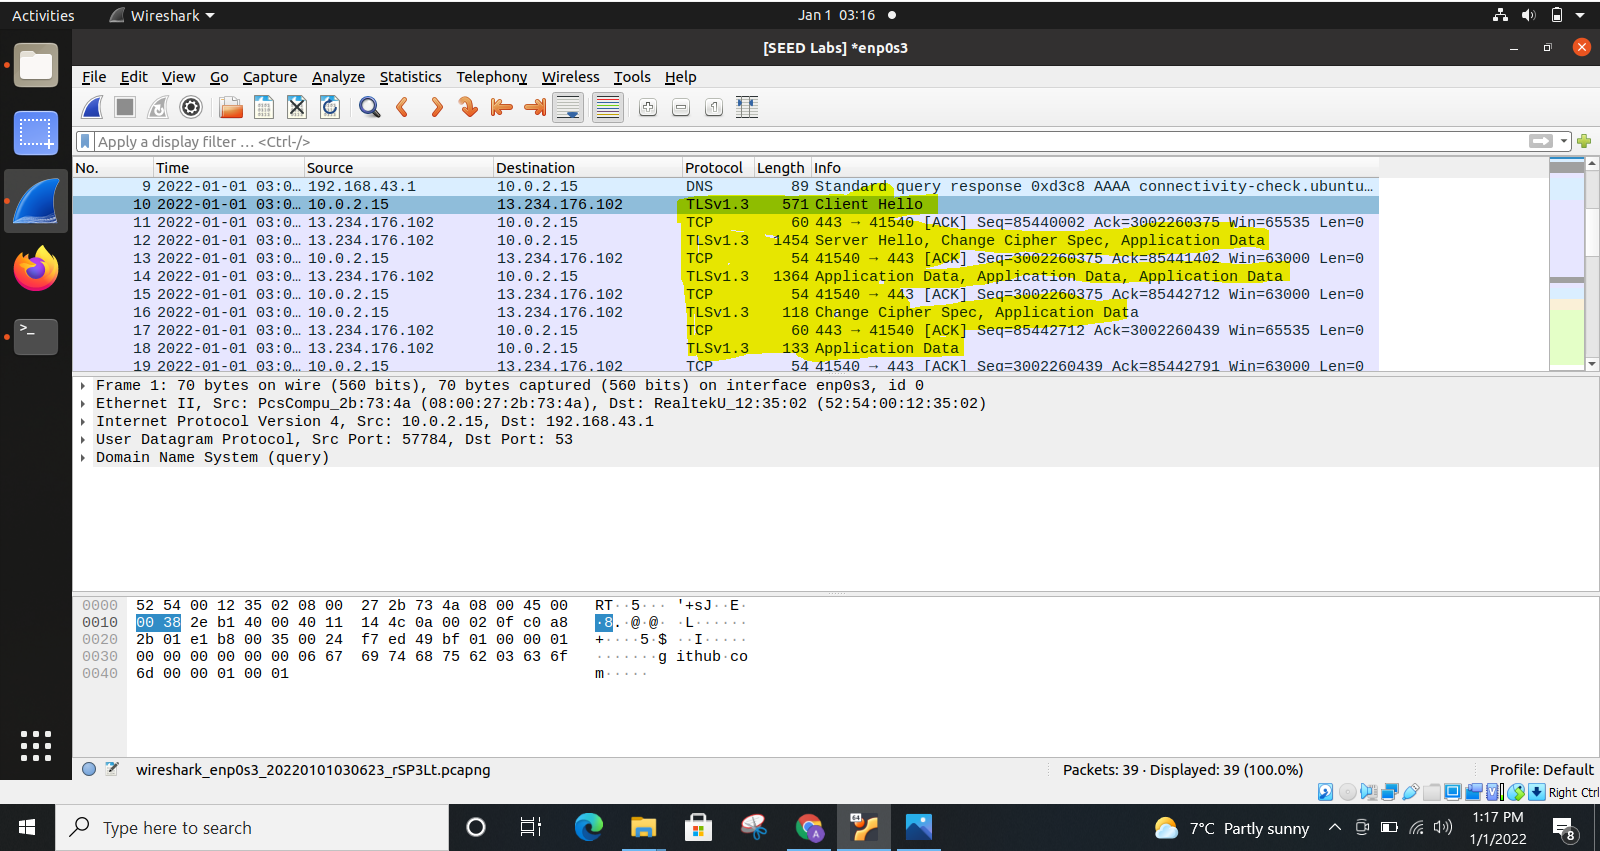 Activities Wireshark Jan 1 03:16
[SEED Labs] *enp0s3
File Edit View Go Capture Analyze Statistics Telephony Wireless Tools Help
Apply a display filter … <Ctrl-/>
No. Time Source Destination Protocol Length Info
9 2022-01-01 03:0… 192.168.43.1 10.0.2.15 DNS 89 Standard query response 0xd3c8 AAAA connectivity-check.ubuntu…
10 2022-01-01 03:0… 10.0.2.15 13.234.176.102 TLSv1.3 571 Client Hello
11 2022-01-01 03:0… 13.234.176.102 10.0.2.15 TCP 60 443 → 41540 [ACK] Seq=85440002 Ack=3002260375 Win=65535 Len=0
12 2022-01-01 03:0… 13.234.176.102 10.0.2.15 TLSv1.3 1454 Server Hello, Change Cipher Spec, Application Data
13 2022-01-01 03:0… 10.0.2.15 13.234.176.102 TCP 54 41540 → 443 [ACK] Seq=3002260375 Ack=85441402 Win=63000 Len=0
14 2022-01-01 03:0… 13.234.176.102 10.0.2.15 TLSv1.3 1364 Application Data, Application Data, Application Data
15 2022-01-01 03:0… 10.0.2.15 13.234.176.102 TCP 54 41540 → 443 [ACK] Seq=3002260375 Ack=85442712 Win=63000 Len=0
16 2022-01-01 03:0… 10.0.2.15 13.234.176.102 TLSv1.3 118 Change Cipher Spec, Application Data
17 2022-01-01 03:0… 13.234.176.102 10.0.2.15 TCP 60 443 → 41540 [ACK] Seq=85442712 Ack=3002260439 Win=65535 Len=0
18 2022-01-01 03:0… 13.234.176.102 10.0.2.15 TLSv1.3 133 Application Data
19 2022-01-01 03:0… 10.0.2.15 13.234.176.102 TCP 54 41540 → 443 [ACK] Seq=3002260439 Ack=85442791 Win=63000 Len=0
Frame 1: 70 bytes on wire (560 bits), 70 bytes captured (560 bits) on interface enp0s3, id 0
Ethernet II, Src: PcsCompu_2b:73:4a (08:00:27:2b:73:4a), Dst: RealtekU_12:35:02 (52:54:00:12:35:02)
Internet Protocol Version 4, Src: 10.0.2.15, Dst: 192.168.43.1
User Datagram Protocol, Src Port: 57784, Dst Port: 53
Domain Name System (query)
0000 52 54 00 12 35 02 08 00 27 2b 73 4a 08 00 45 00 RT··5··· '+sJ··E·
0010 00 38 2e b1 40 00 40 11 14 4c 0a 00 02 0f c0 a8 ·8.·@·@· ·L······
0020 2b 01 e1 b8 00 35 00 24 f7 ed 49 bf 01 00 00 01 +····5·$ ··I·····
0030 00 00 00 00 00 00 06 67 69 74 68 75 62 03 63 6f ·······g ithub·co
0040 6d 00 00 01 00 01 m·····
wireshark_enp0s3_20220101030623_rSP3Lt.pcapng Packets: 39 · Displayed: 39 (100.0%) Profile: Default
Right Ctrl
Type here to search 7°C Partly sunny 1:17 PM
1/1/2022 8